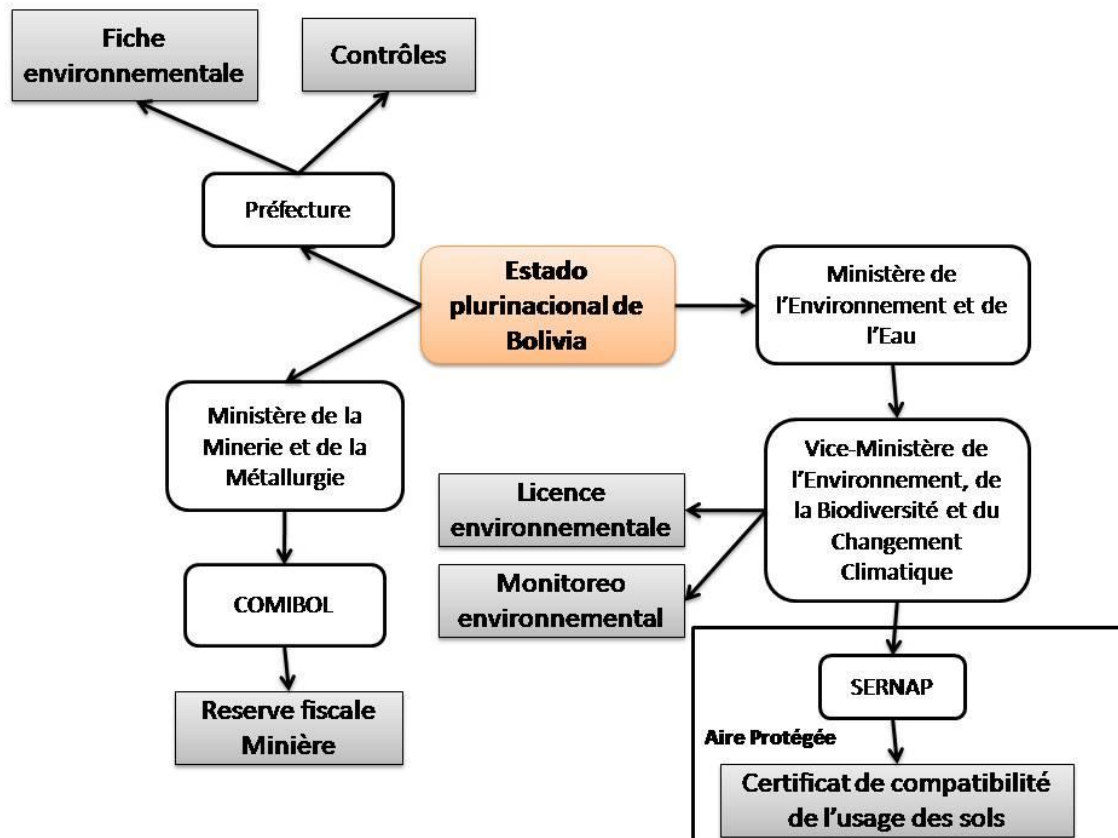 Fiche
environnementale
Contrôles
Préfecture
Estado
plurinacional de
Bolivia
Ministère de
l'Environnement et de
l'Eau
Ministère de la
Minerie et de la
Métallurgie
Vice-Ministère de
l'Environnement, de
la Biodiversité et du
Changement
Climatique
Licence
environnementale
Monitoreo
environnemental
COMIBOL
Reserve fiscale
Minière
SERNAP
Aire Protégée
Certificat de compatibilité
de l'usage des sols